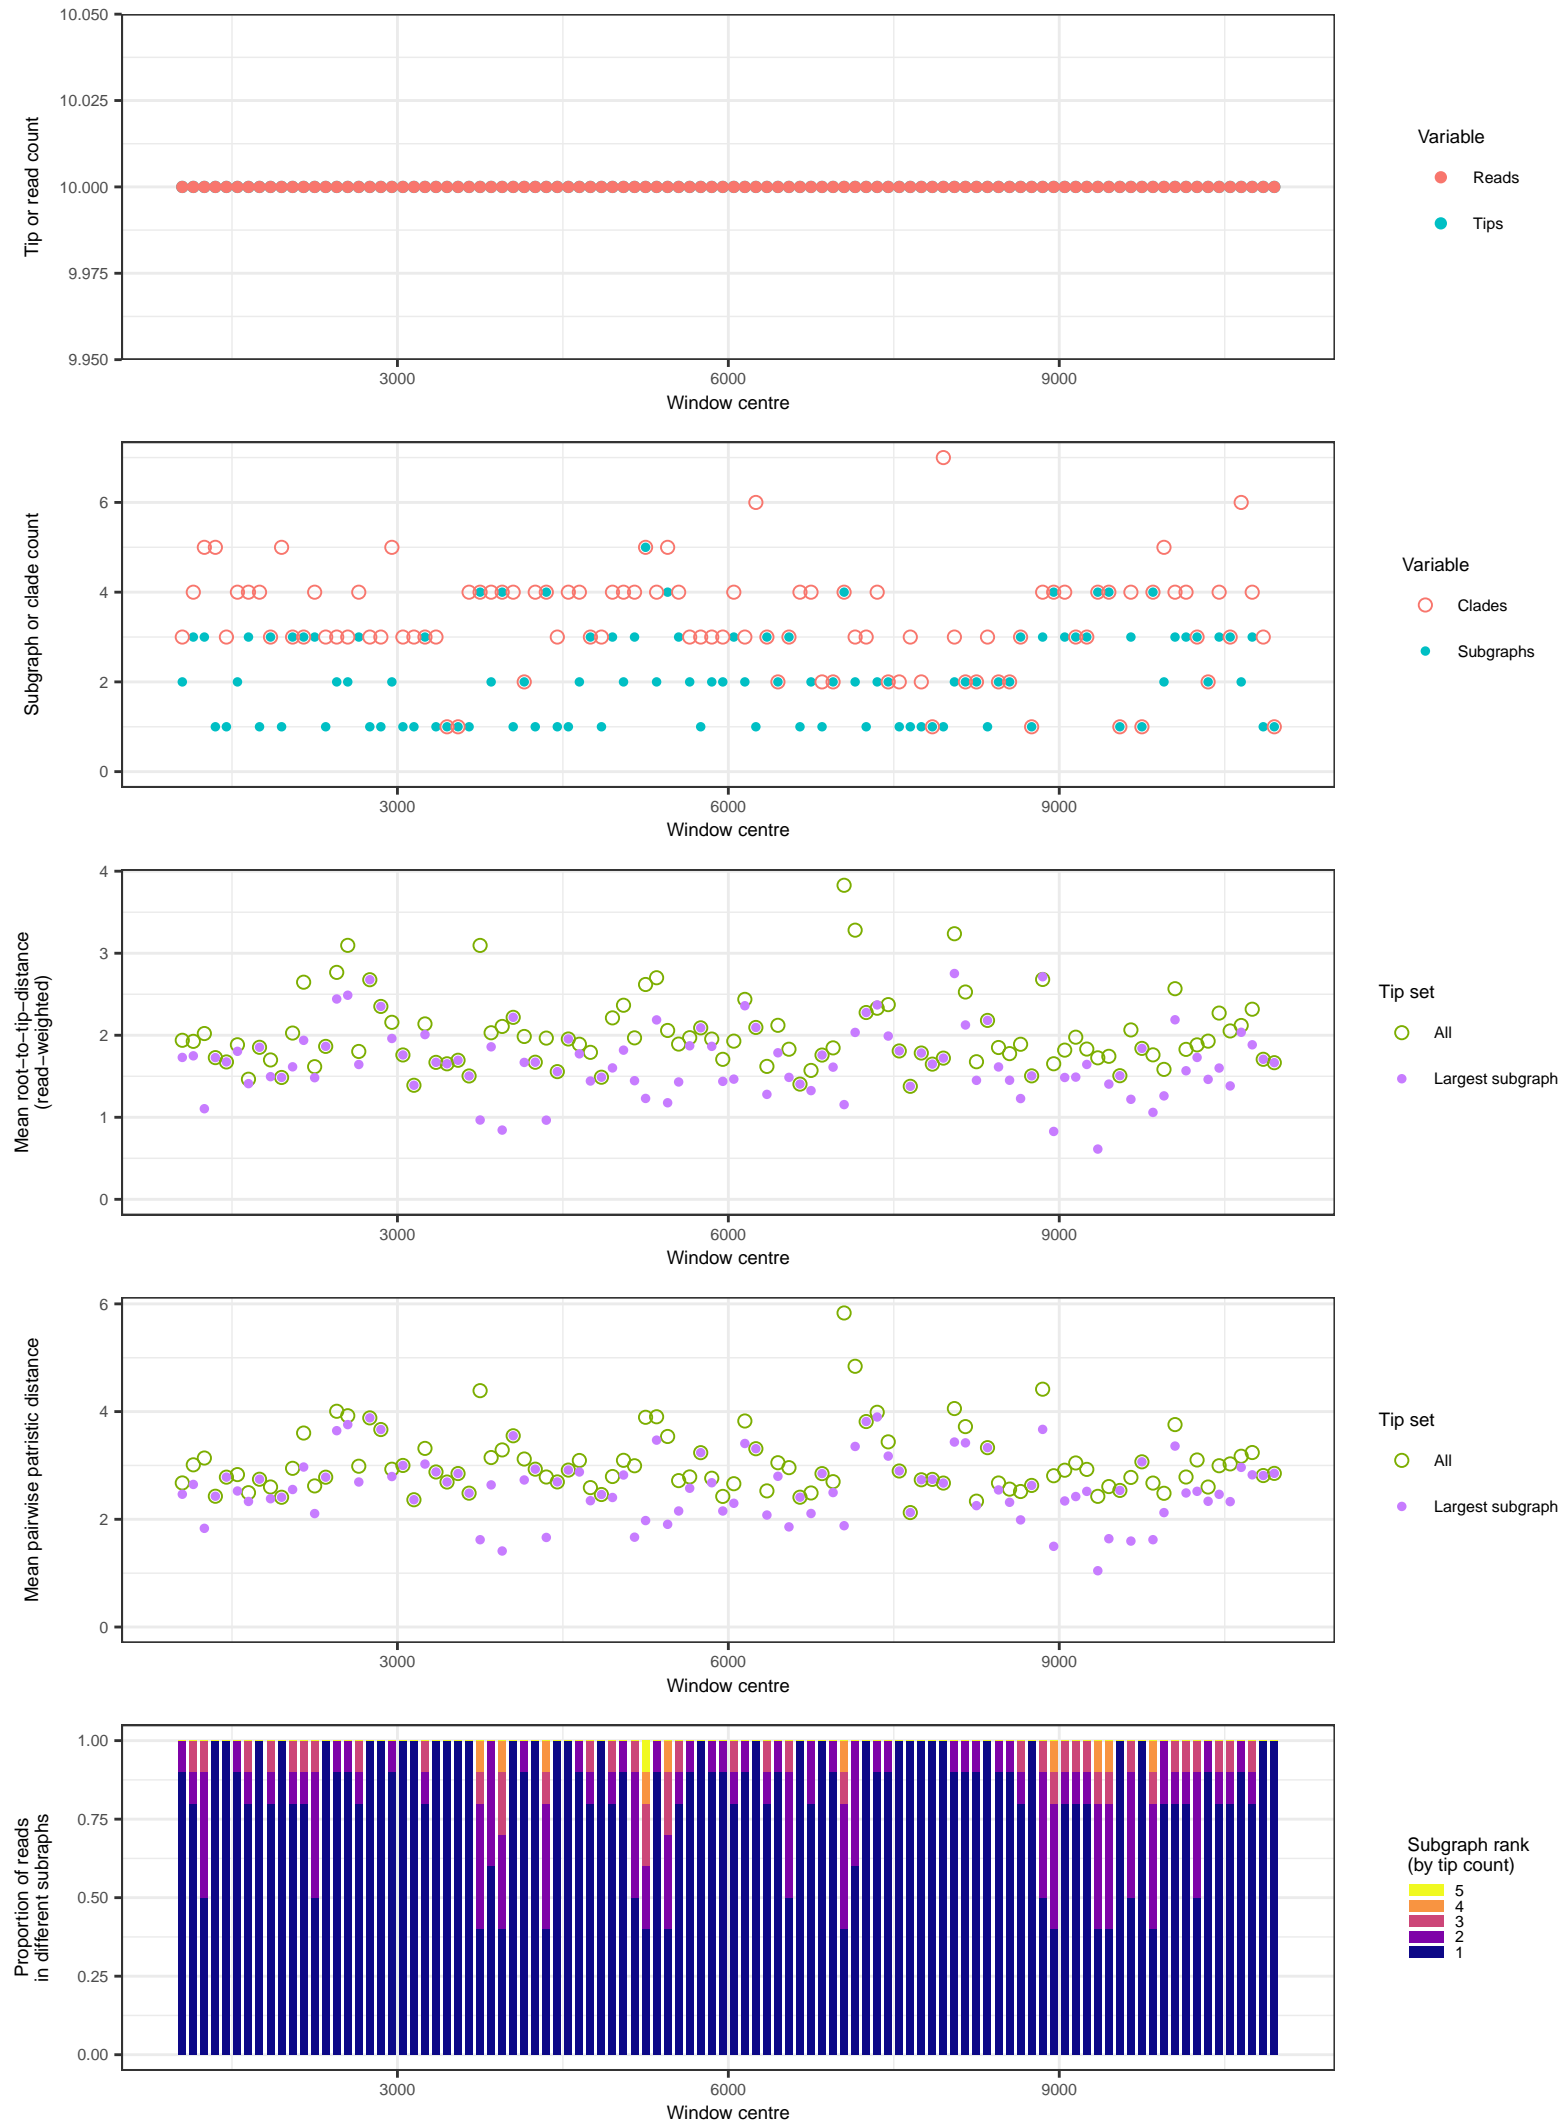 10.050
10.025
10.000
9.975
9.950
Tip or read count
3000 6000 9000
Window centre
Variable
Reads
Tips
6
4
2
0
Subgraph or clade count
3000 6000 9000
Window centre
Variable
Clades
Subgraphs
4
3
2
1
0
Mean root−to−tip−distance
(read−weighted)
3000 6000 9000
Window centre
Tip set
All
Largest subgraph
6
4
2
0
Mean pairwise patristic distance
3000 6000 9000
Window centre
Tip set
All
Largest subgraph
1.00
0.75
0.50
0.25
0.00
Proportion of reads
in different subraphs
3000 6000 9000
Window centre
Subgraph rank
(by tip count)
5
4
3
2
1